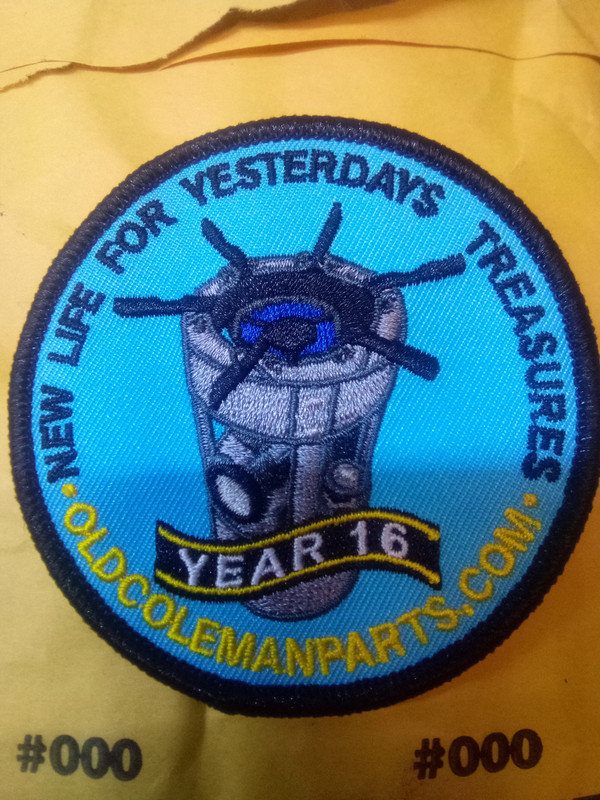 NEW LIFE FOR YESTERDAYS TREASURES
YEAR 16
•OLDCOLEMANPARTS.COM•
#000 #000